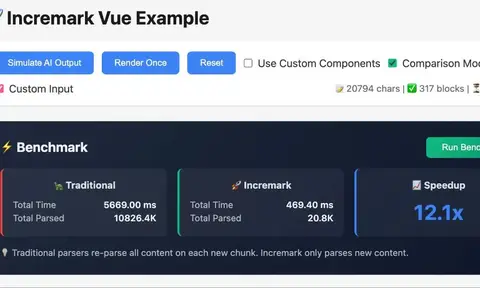 🚀 Incremark Vue Example
Simulate AI Output Render Once Reset Use Custom Components Comparison Mo
Custom Input 📝 20794 chars | ✅ 317 blocks | ⏳
⚡ Benchmark Run Benc
🦕 Traditional
Total Time 5669.00 ms
Total Parsed 10826.4K
🚀 Incremark
Total Time 469.40 ms
Total Parsed 20.8K
📈 Speedup
12.1x
💡 Traditional parsers re-parse all content on each new chunk. Incremark only parses new content.